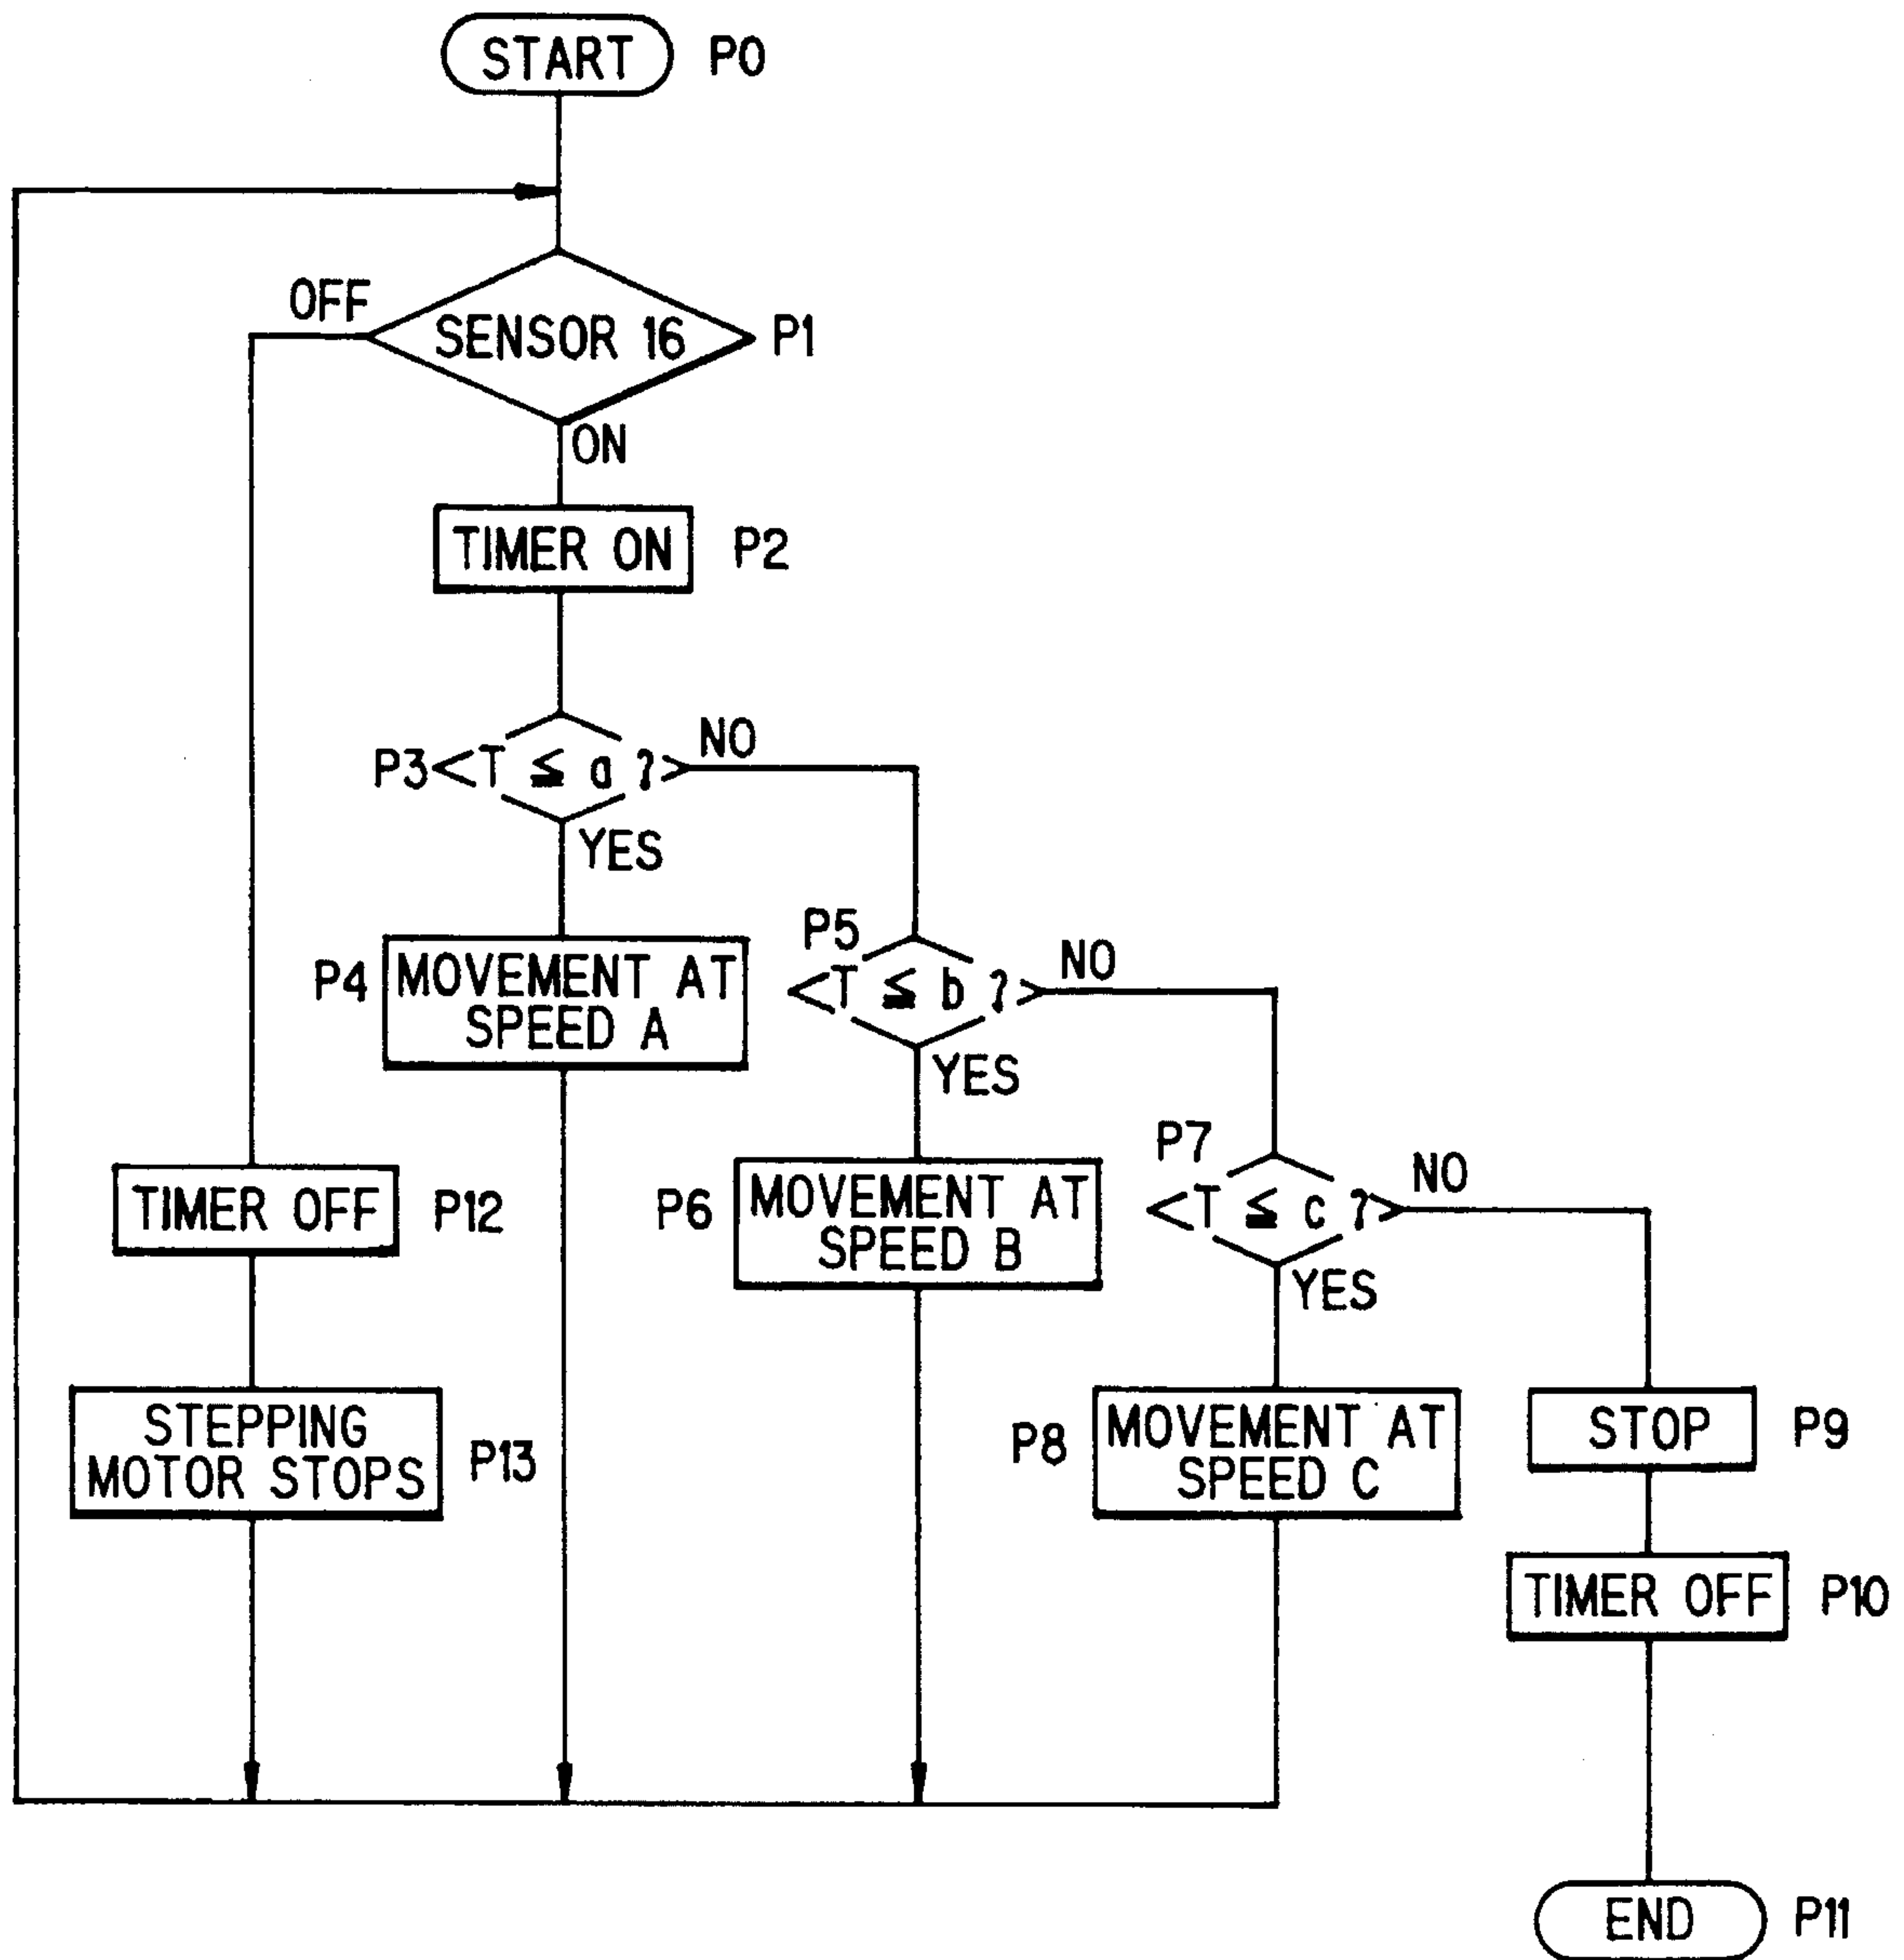 START P0
OFF
SENSOR 16 P1
ON
TIMER ON P2
P3 T ≦ a ?
NO
YES
P4 MOVEMENT AT
SPEED A
P5
T ≦ b ?
NO
YES
P6 MOVEMENT AT
SPEED B
P7
T ≦ c ?
NO
YES
P8 MOVEMENT AT
SPEED C
STOP P9
TIMER OFF P10
END P11
TIMER OFF P12
STEPPING
MOTOR STOPS P13